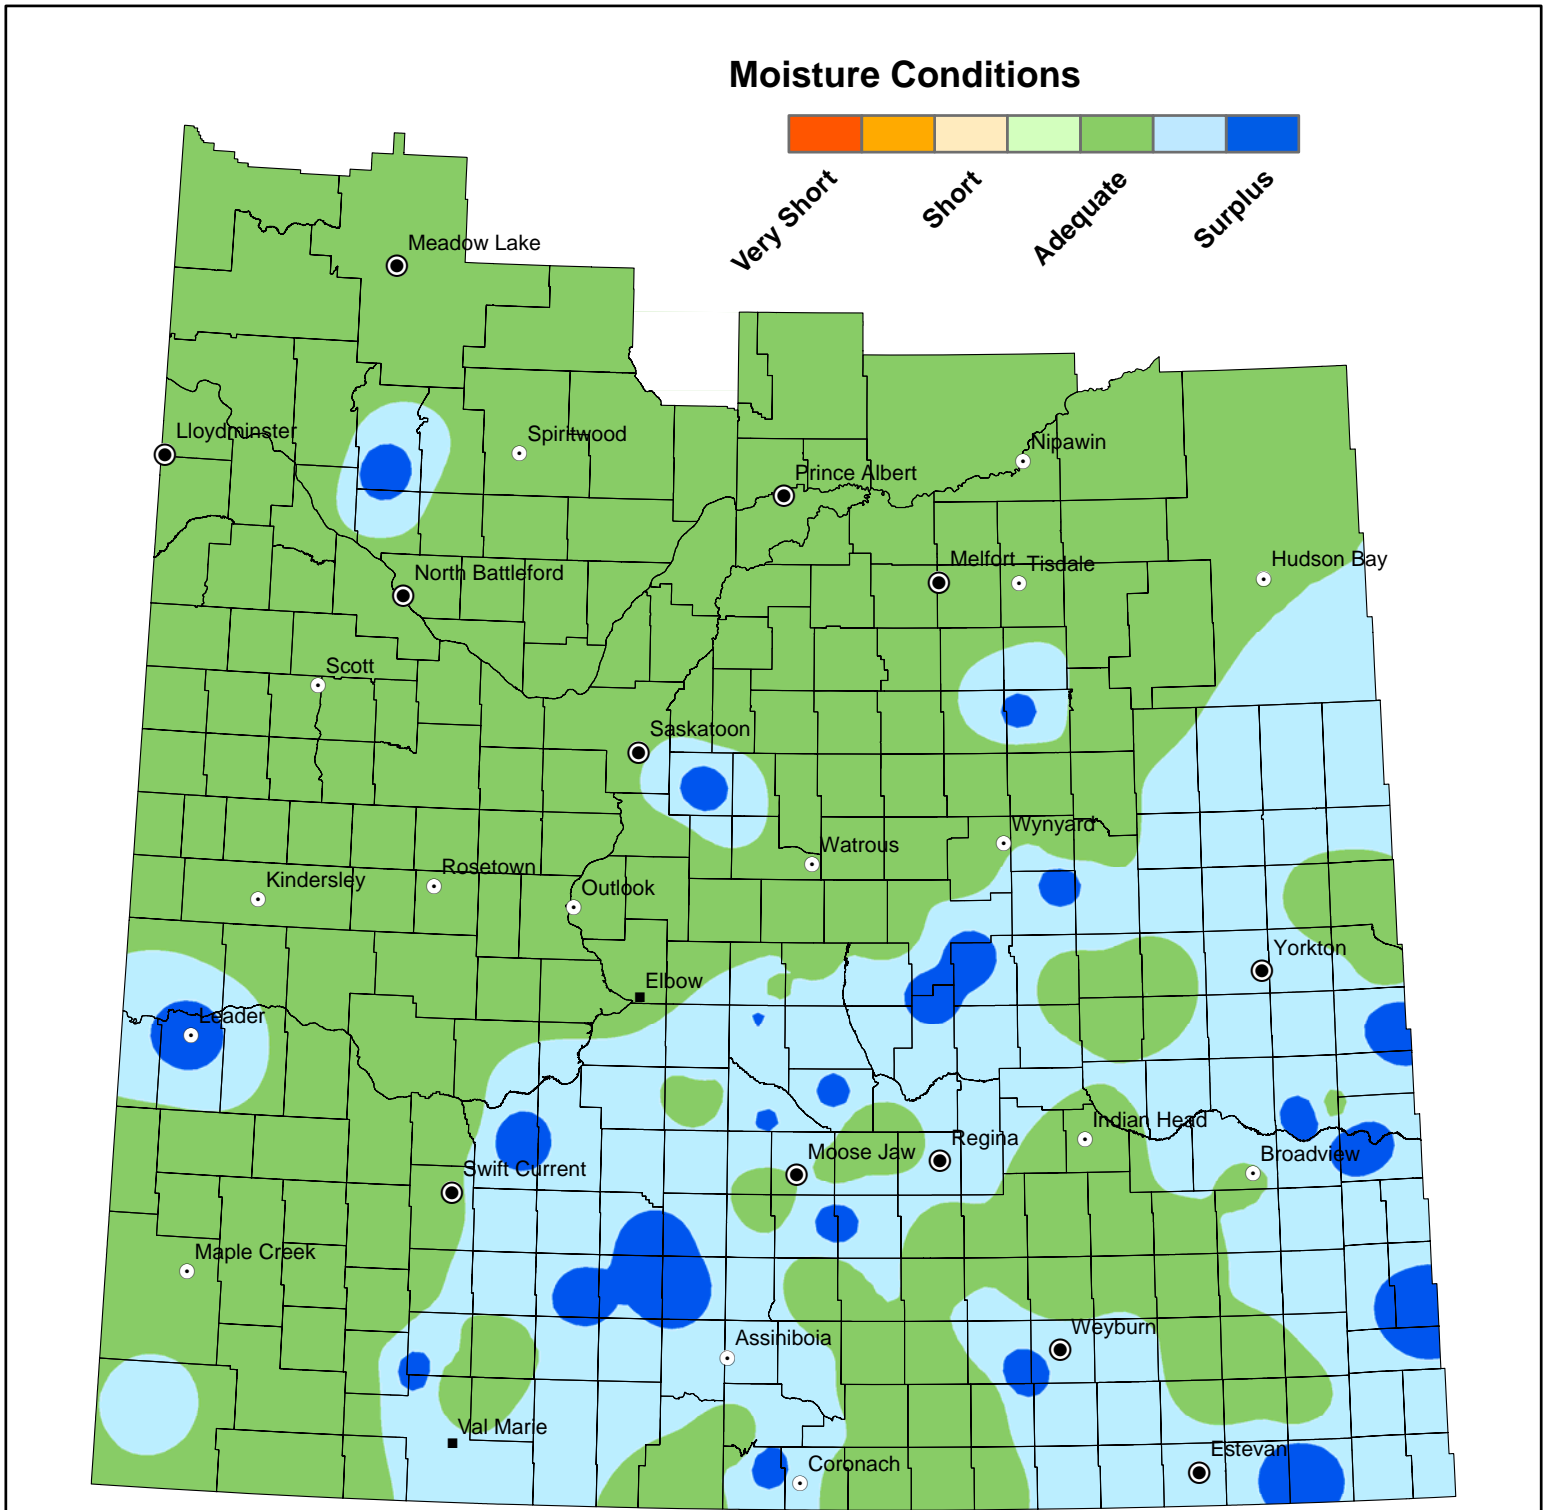 Moisture Conditions
Very Short
Short
Adequate
Surplus
Meadow Lake
Lloydminster
Spiritwood
Nipawin
Prince Albert
Melfort
Tisdale
Hudson Bay
North Battleford
Scott
Saskatoon
Wynyard
Watrous
Rosetown
Kindersley
Outlook
Yorkton
Elbow
Leader
Indian Head
Regina
Moose Jaw
Broadview
Swift Current
Maple Creek
Weyburn
Assiniboia
Val Marie
Estevan
Coronach